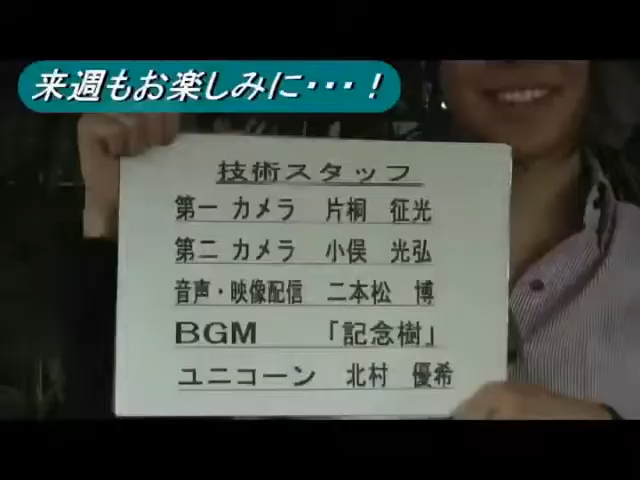 来週もお楽しみに・・・！
技術スタッフ
第一 カメラ 片桐 征光
第二 カメラ 小俣 光弘
音声・映像配信 二本松 博
BGM 「記念樹」
ユニコーン 北村 優希